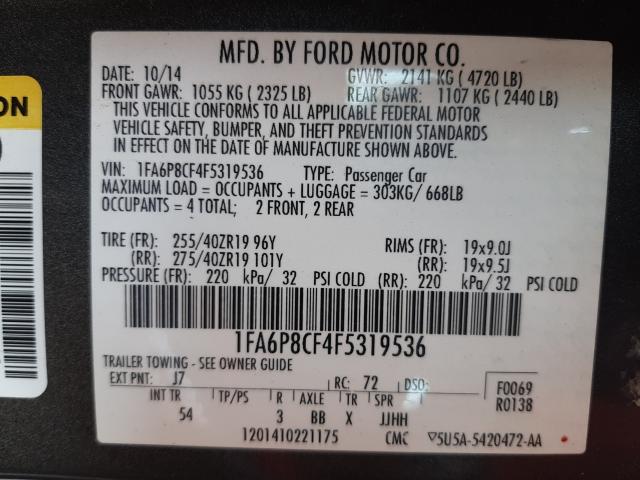 MFD. BY FORD MOTOR CO.
DATE: 10/14 GVWR: 2141 KG ( 4720 LB)
FRONT GAWR: 1055 KG ( 2325 LB) REAR GAWR: 1107 KG ( 2440 LB)
THIS VEHICLE CONFORMS TO ALL APPLICABLE FEDERAL MOTOR
VEHICLE SAFETY, BUMPER, AND THEFT PREVENTION STANDARDS
IN EFFECT ON THE DATE OF MANUFACTURE SHOWN ABOVE.
VIN: 1FA6P8CF4F5319536 TYPE: Passenger Car
MAXIMUM LOAD = OCCUPANTS + LUGGAGE = 303KG/ 668LB
OCCUPANTS = 4 TOTAL; 2 FRONT, 2 REAR
TIRE (FR): 255/40ZR19 96Y RIMS (FR): 19x9.0J
(RR): 275/40ZR19 101Y (RR): 19x9.5J
PRESSURE (FR): 220 kPa/ 32 PSI COLD (RR): 220 kPa/ 32 PSI COLD
1FA6P8CF4F5319536
TRAILER TOWING - SEE OWNER GUIDE
EXT PNT: J7 RC: 72 DSO: F0069
INT TR TP/PS R AXLE TR SPR R0138
54 3 BB X JJHH
1201410221175 CMC ▽5U5A-5420472-AA
ON